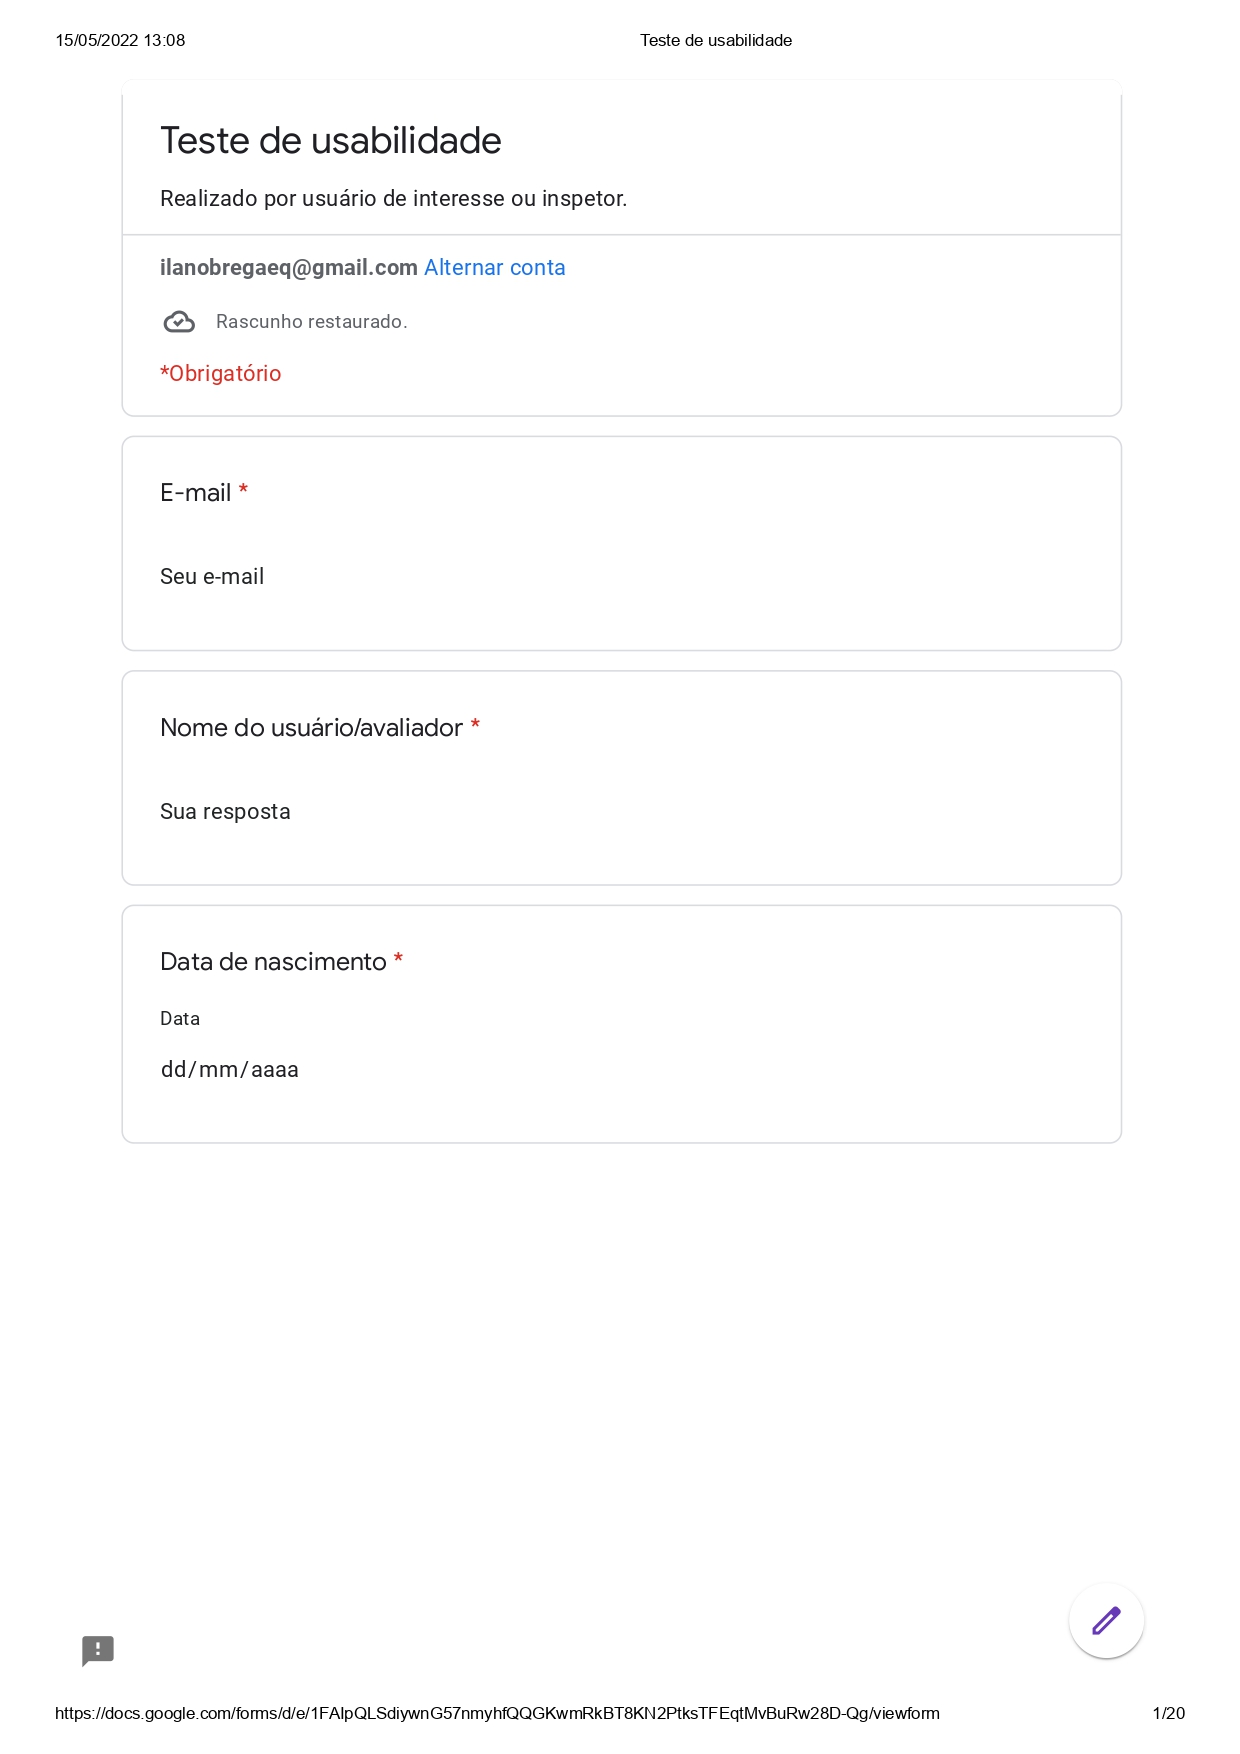 15/05/2022 13:08
Teste de usabilidade
Teste de usabilidade
Realizado por usuário de interesse ou inspetor.
ilanobregaeq@gmail.com Alternar conta
Rascunho restaurado.
*Obrigatório
E-mail *
Seu e-mail
Nome do usuário/avaliador *
Sua resposta
Data de nascimento *
Data
dd/mm/aaaa
https://docs.google.com/forms/d/e/1FAIpQLSdiywnG57nmyhfQQGKwmRkBT8KN2PtksTFEqtMvBuRw28D-Qg/viewform
1/20